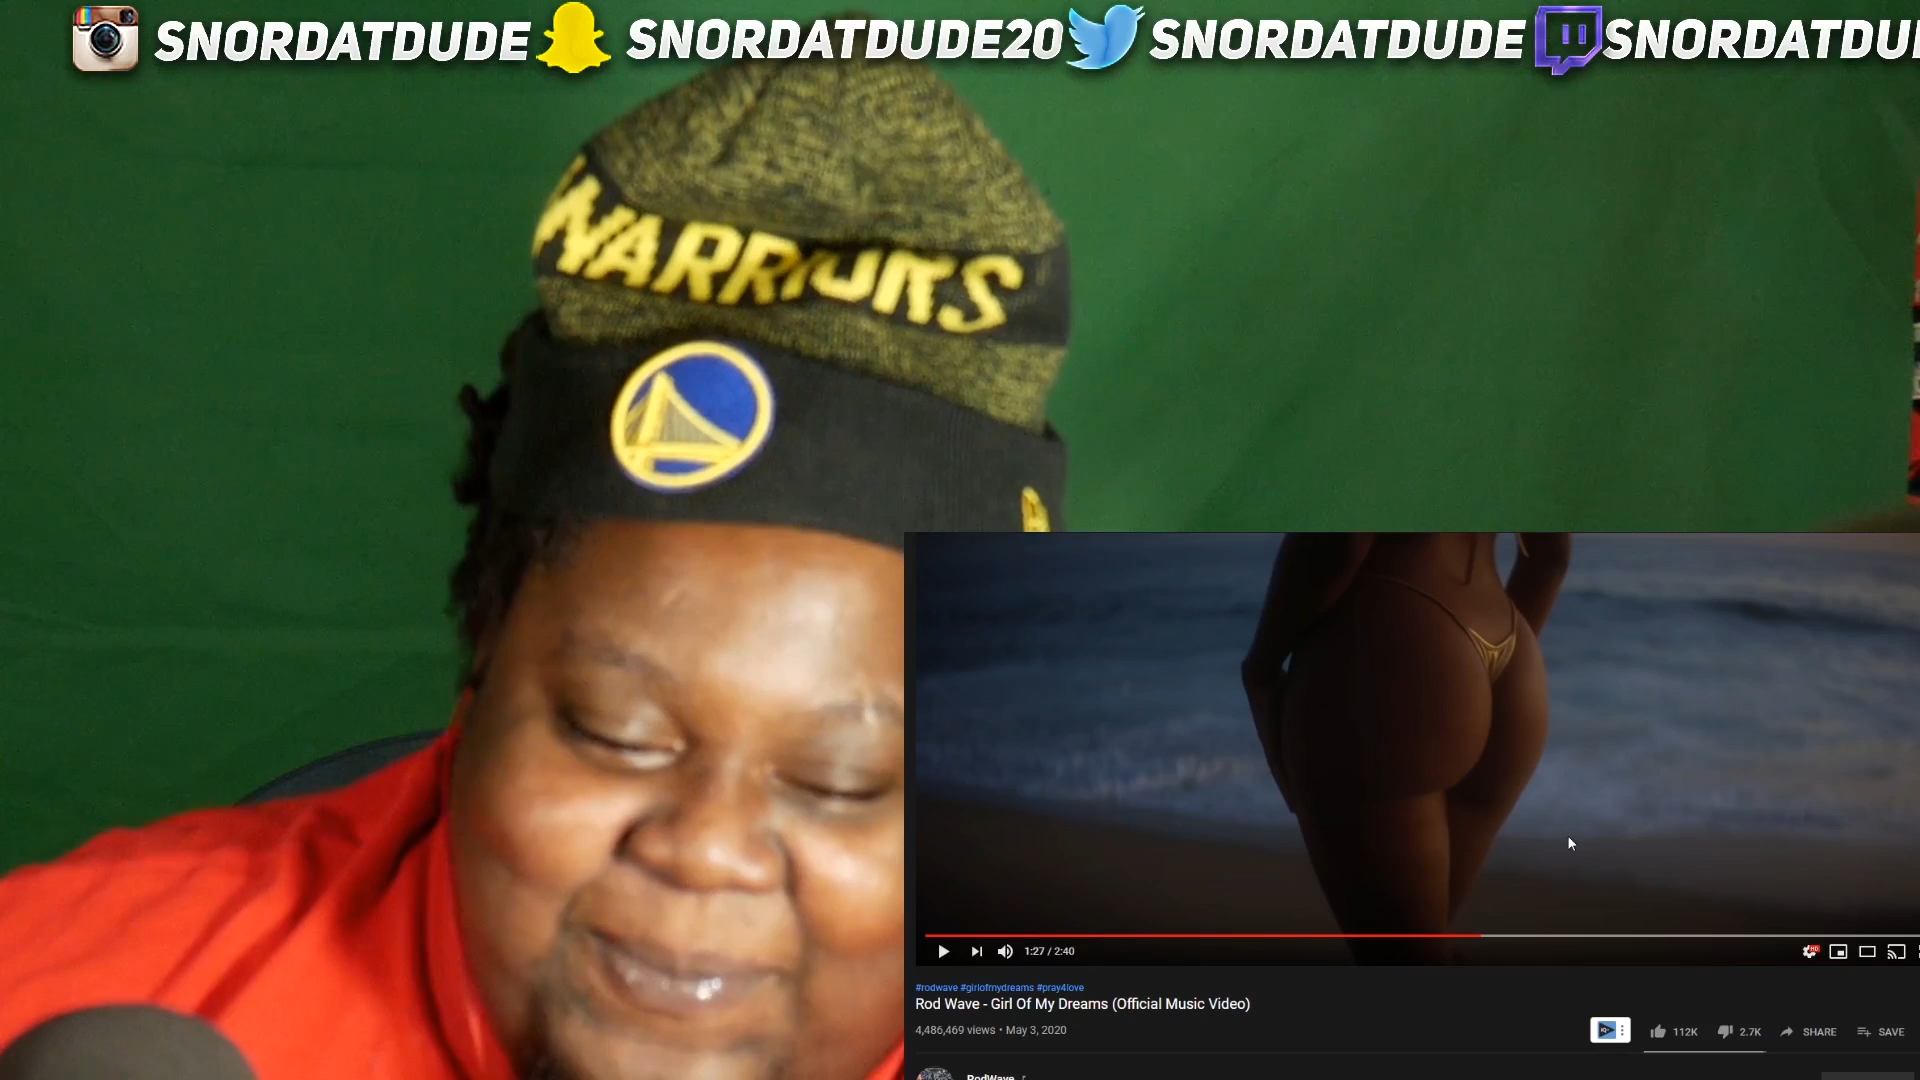 SNORDATDUDE SNORDATDUDE20 SNORDATDUDE SNORDATDU
WARRIORS
1:27 / 2:40
#rodwave #girlofmydreams #pray4love
Rod Wave - Girl Of My Dreams (Official Music Video)
4,486,469 views • May 3, 2020
112K 2.7K SHARE SAVE
RodWave